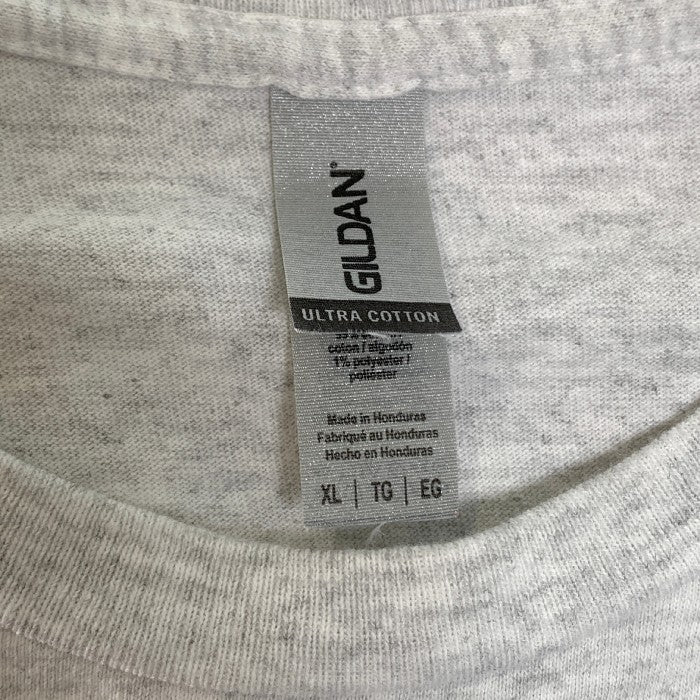 GILDAN®
ULTRA COTTON
coton / algodón
1% polyester /
poliéster
Made in Honduras
Fabriqué au Honduras
Hecho en Honduras
XL | TG | EG